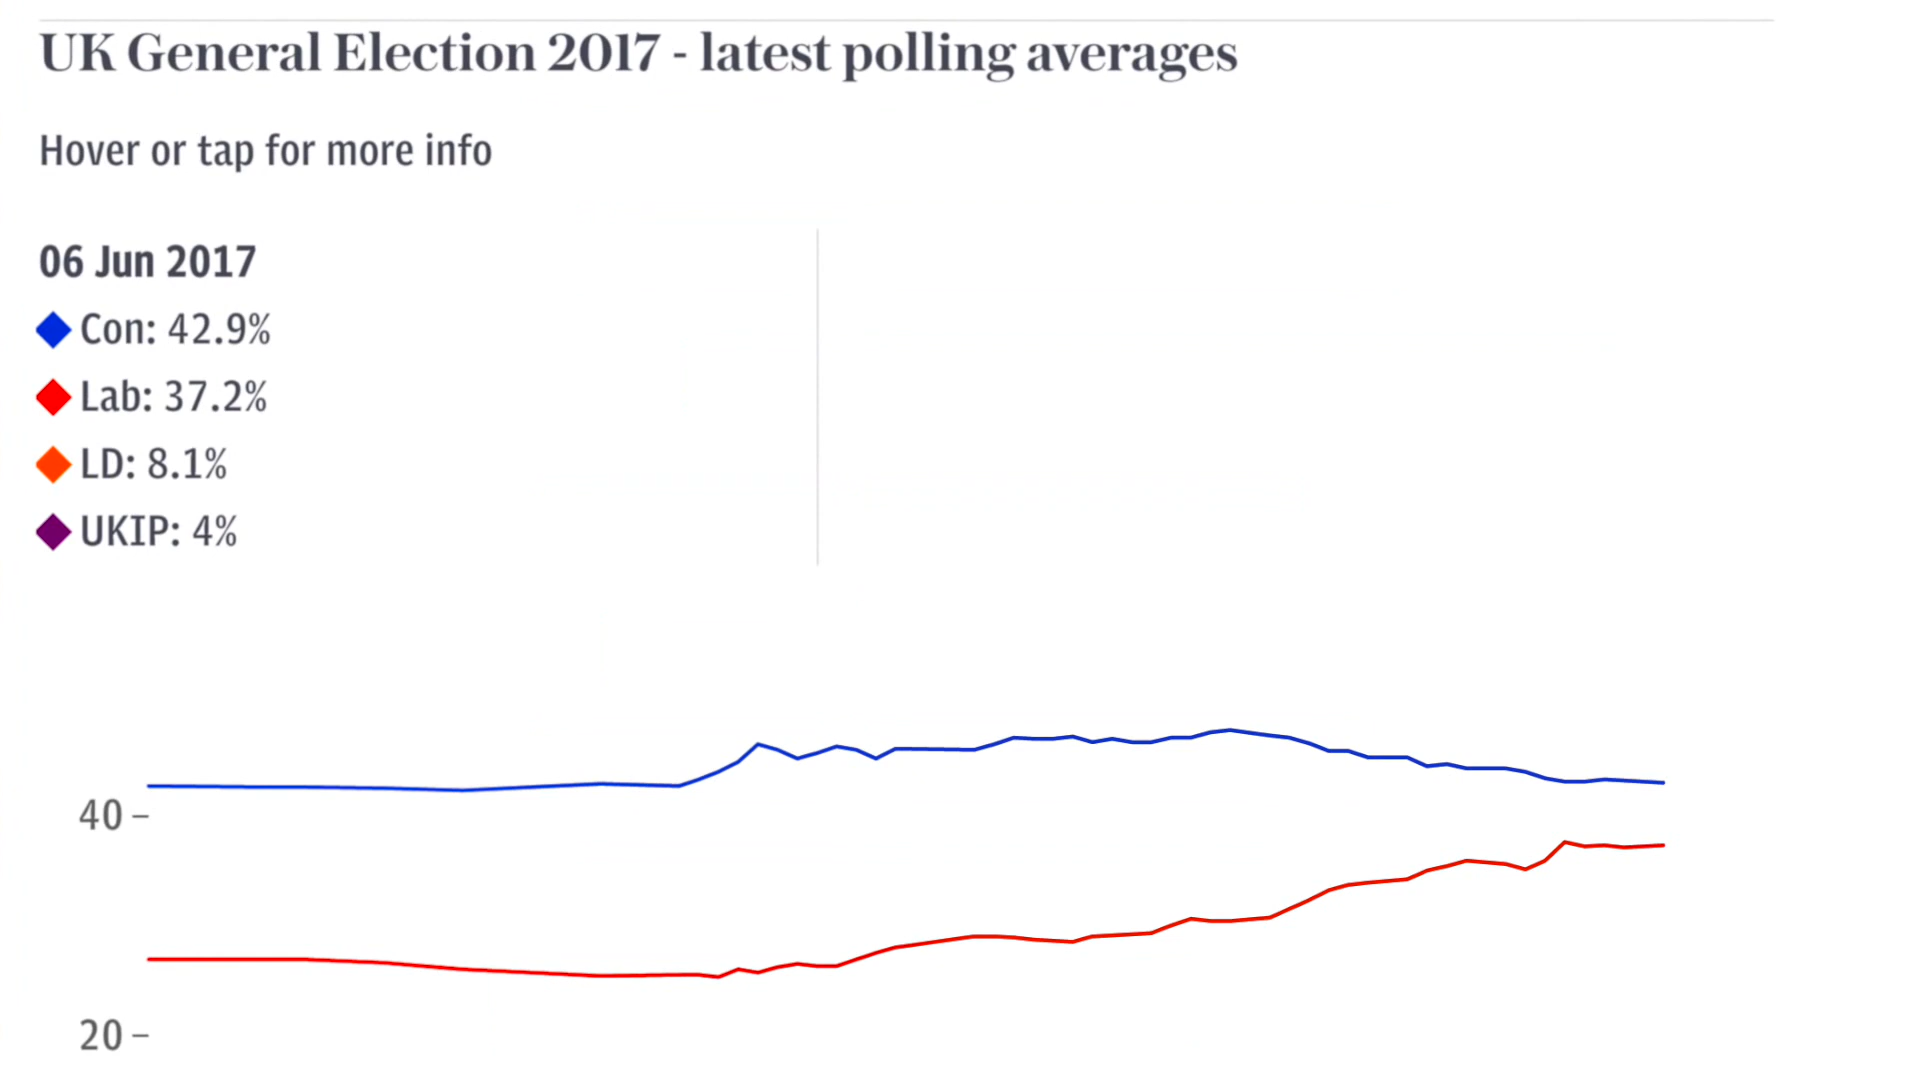 UK General Election 2017 - latest polling averages
Hover or tap for more info
06 Jun 2017
Con: 42.9%
Lab: 37.2%
LD: 8.1%
UKIP: 4%
40
20